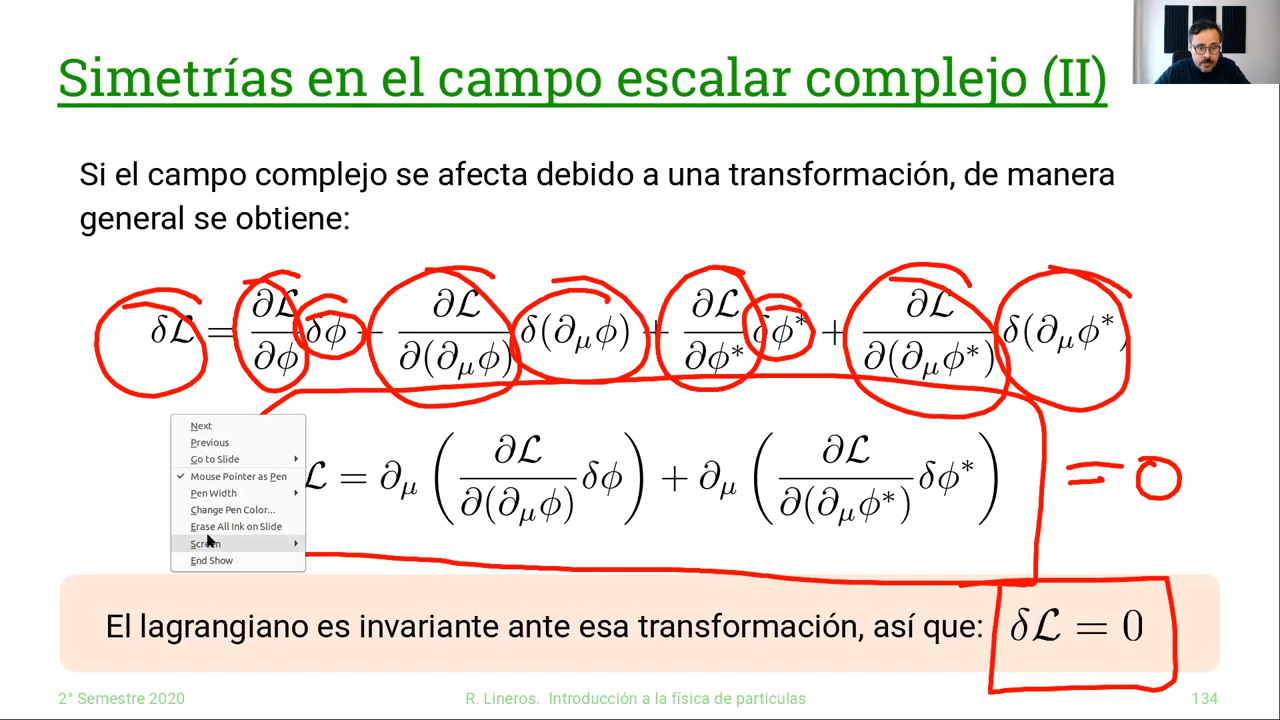 Simetrías en el campo escalar complejo (II)
Si el campo complejo se afecta debido a una transformación, de manera
general se obtiene:
δℒ = ∂ℒ/∂ϕ δϕ + ∂ℒ/∂(∂_μϕ) δ(∂_μϕ) + ∂ℒ/∂ϕ* δϕ* + ∂ℒ/∂(∂_μϕ*) δ(∂_μϕ*
ℒ = ∂_μ (∂ℒ/∂(∂_μϕ) δϕ) + ∂_μ (∂ℒ/∂(∂_μϕ*) δϕ*) = 0
Next
Previous
Go to Slide
Mouse Pointer as Pen
Pen Width
Change Pen Color...
Erase All Ink on Slide
Screen
End Show
El lagrangiano es invariante ante esa transformación, así que: δℒ = 0
2° Semestre 2020 R. Lineros. Introducción a la física de particulas 134